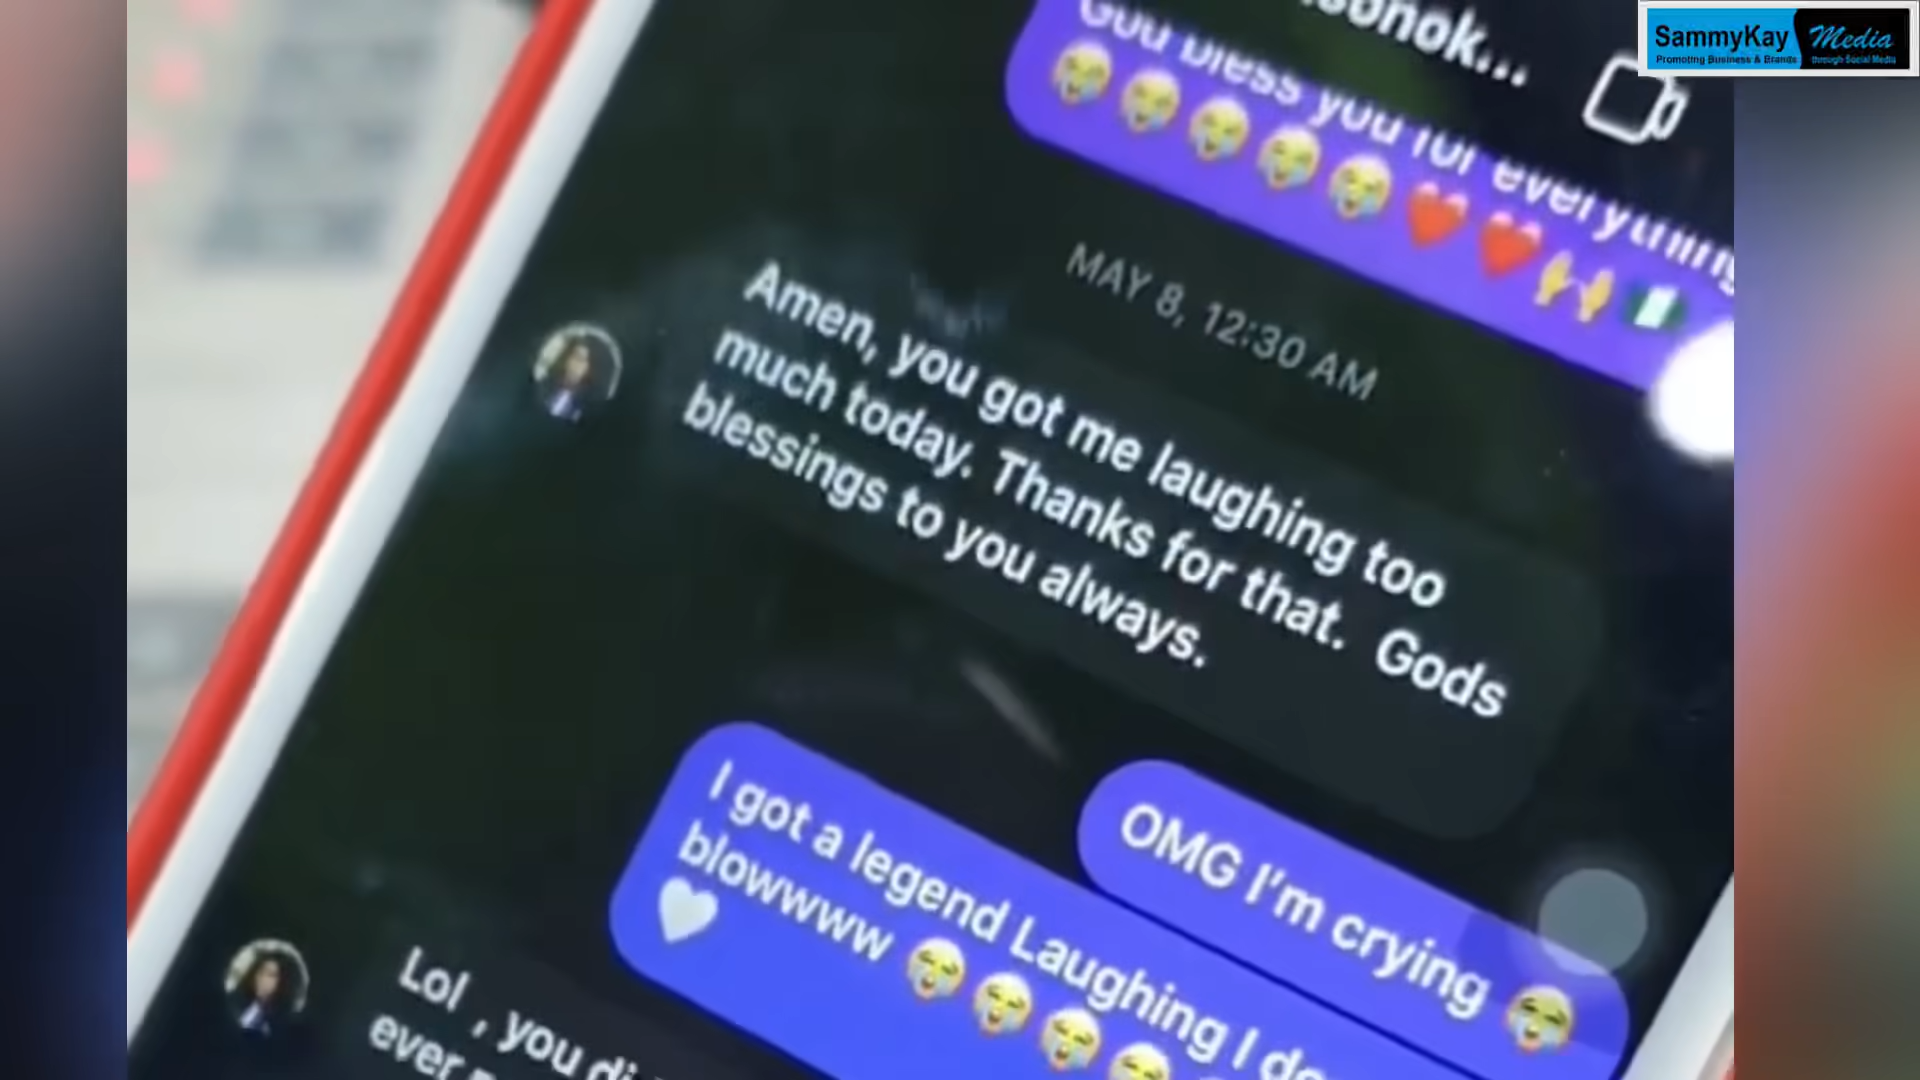 SammyKay Media
Promoting Business & Brands through Social Media
God bless you for everything
😭😭😭😭😭❤️❤️🙌🇳🇬
MAY 8, 12:30 AM
Amen, you got me laughing too
much today. Thanks for that. Gods
blessings to you always.
OMG I'm crying 😭
I got a legend Laughing I
blowwww 😭😭😭😭
🤍
Lol , you
ever